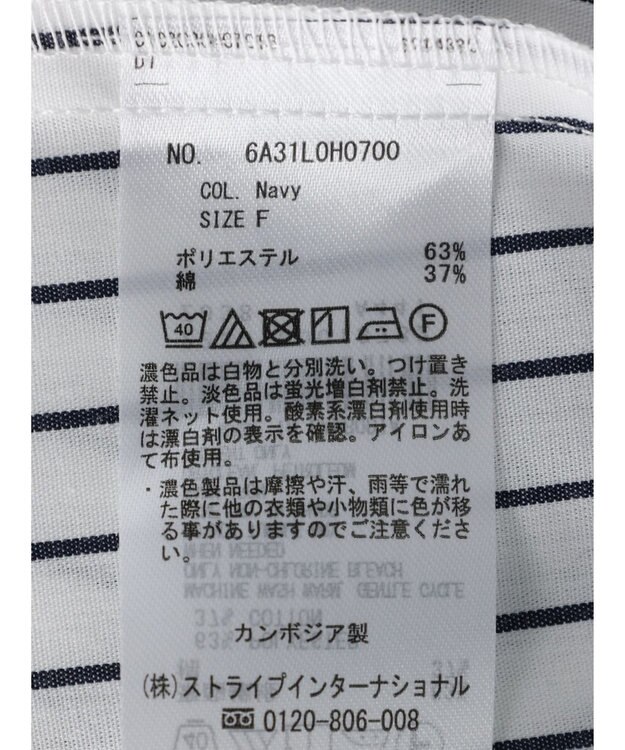 NO. 6A31L0H0700
COL. Navy
SIZE F
ポリエステル 63%
綿 37%
40
F
濃色品は白物と分別洗い。つけ置き
禁止。淡色品は蛍光増白剤禁止。洗
濯ネット使用。酸素系漂白剤使用時
は漂白剤の表示を確認。アイロンあ
て布使用。
・濃色製品は摩擦や汗、雨等で濡れ
た際に他の衣類や小物類に色が移
る事がありますのでご注意くださ
い。
カンボジア製
(株)ストライプインターナショナル
0120-806-008